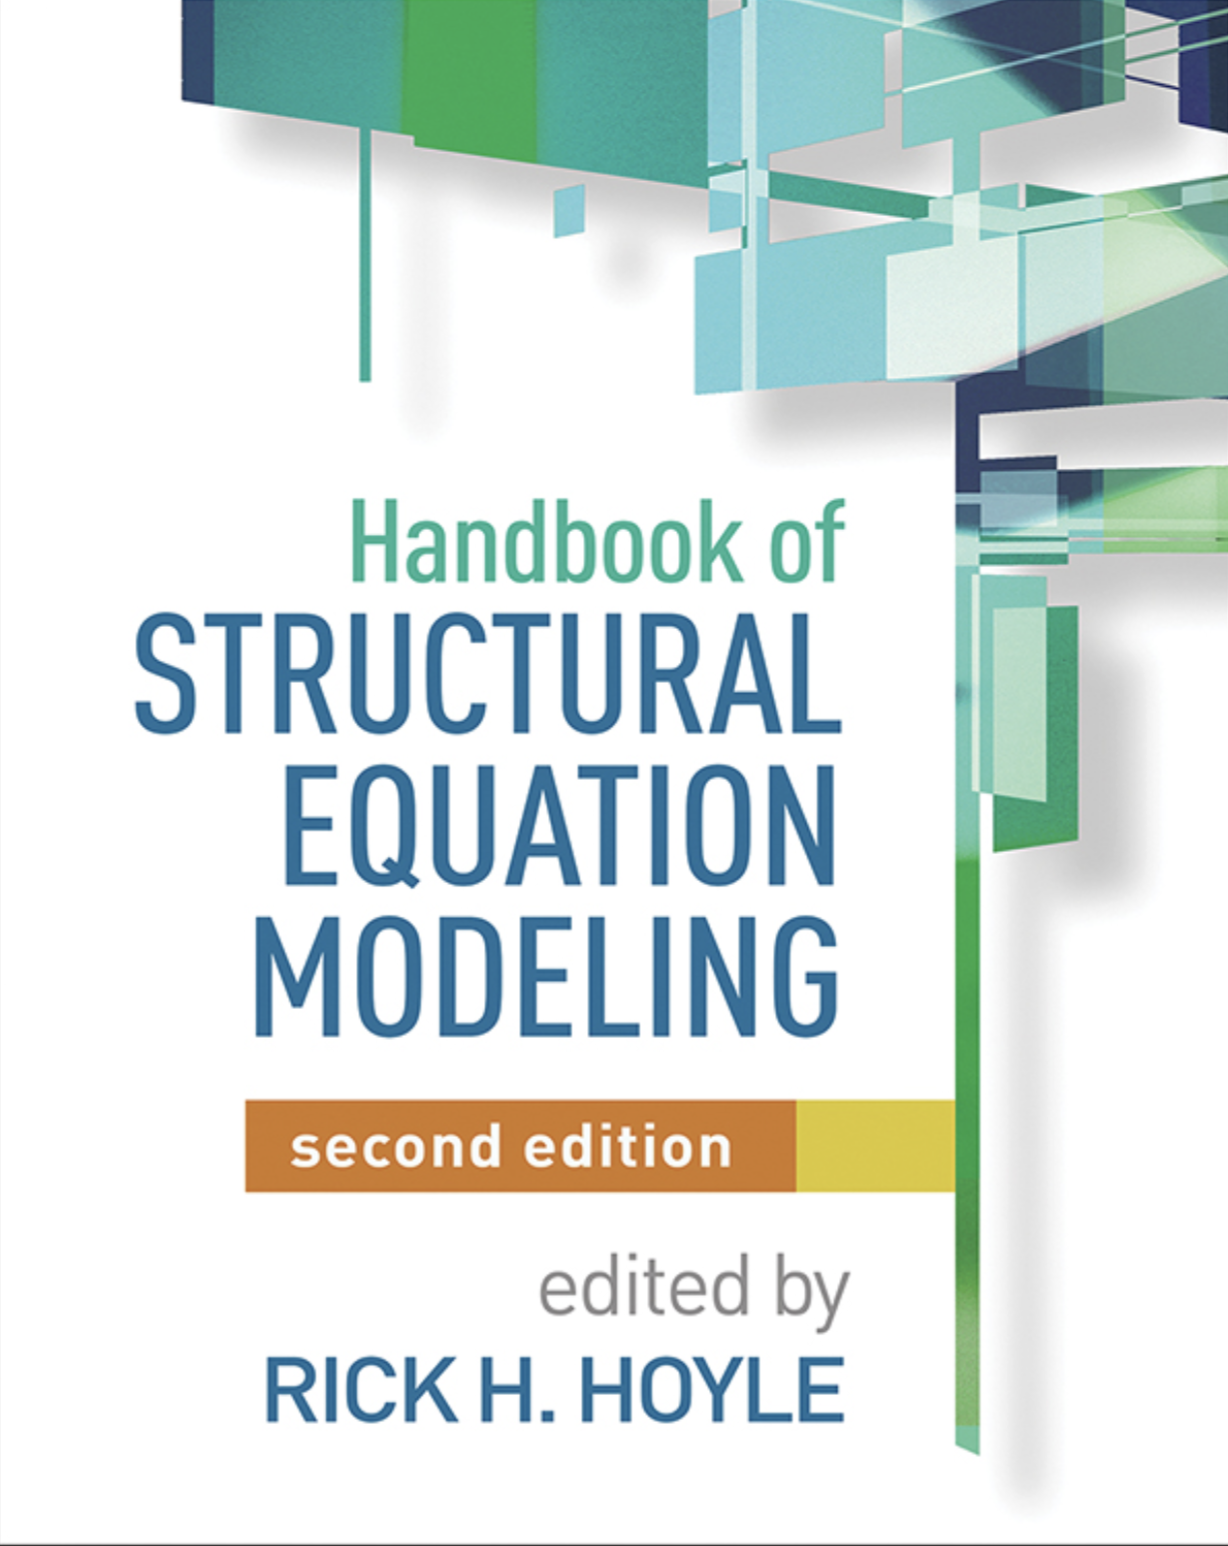 Handbook of
STRUCTURAL
EQUATION
MODELING
second edition
edited by
RICK H. HOYLE